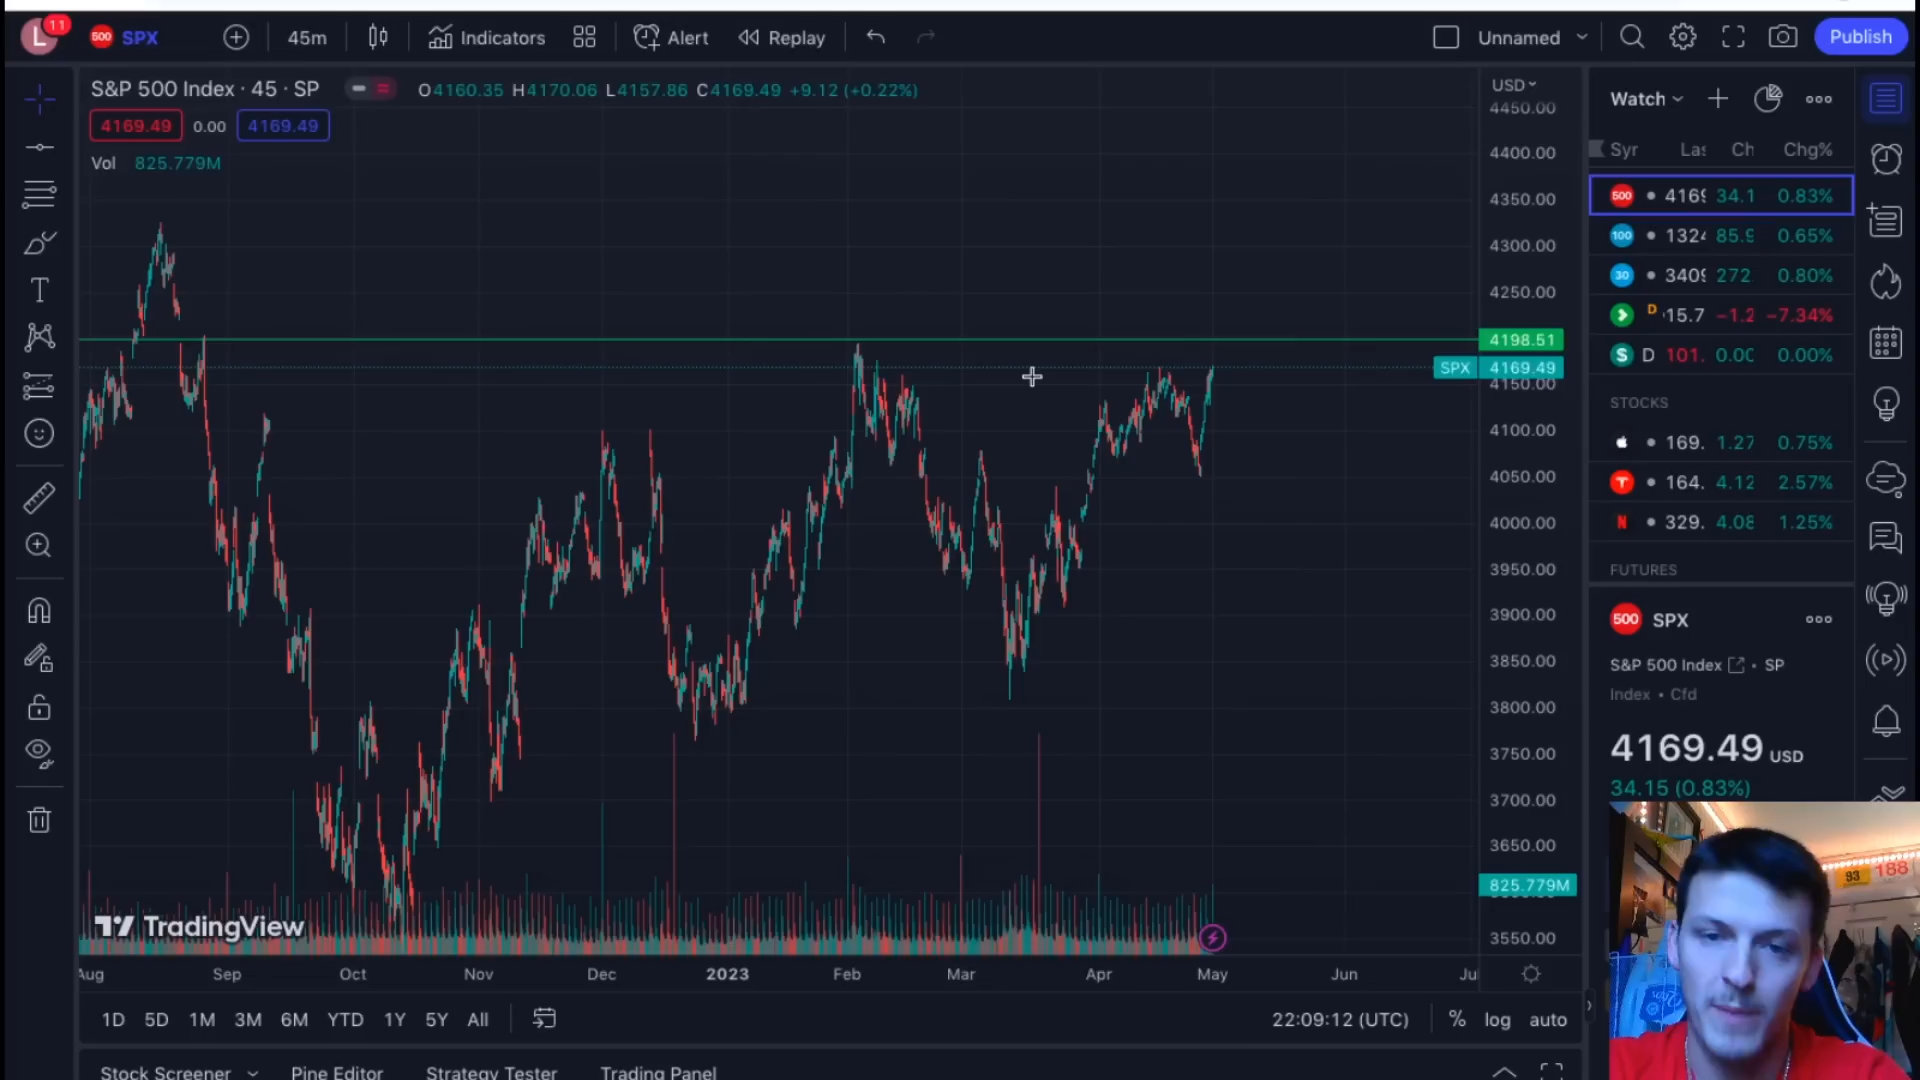 L 11 500 SPX 45m Indicators Alert Replay Unnamed Publish
S&P 500 Index · 45 · SP O4160.35 H4170.06 L4157.86 C4169.49 +9.12 (+0.22%)
4169.49 0.00 4169.49
Vol 825.779M
USD
4450.00
4400.00
4350.00
4300.00
4250.00
4198.51
SPX 4169.49
4150.00
4100.00
4050.00
4000.00
3950.00
3900.00
3850.00
3800.00
3750.00
3700.00
3650.00
825.779M
3550.00
TradingView
Aug Sep Oct Nov Dec 2023 Feb Mar Apr May Jun Ju
1D 5D 1M 3M 6M YTD 1Y 5Y All 22:09:12 (UTC) % log auto
Stock Screener Pine Editor Strategy Tester Trading Panel
Watch
Syr Las Ch Chg%
500 4169 34.1 0.83%
100 1324 85.9 0.65%
30 3409 272. 0.80%
D 15.7 −1.2 −7.34%
S D 101. 0.00 0.00%
STOCKS
169. 1.27 0.75%
T 164. 4.12 2.57%
N 329. 4.08 1.25%
FUTURES
500 SPX
S&P 500 Index · SP
Index · Cfd
4169.49 USD
34.15 (0.83%)
93 188